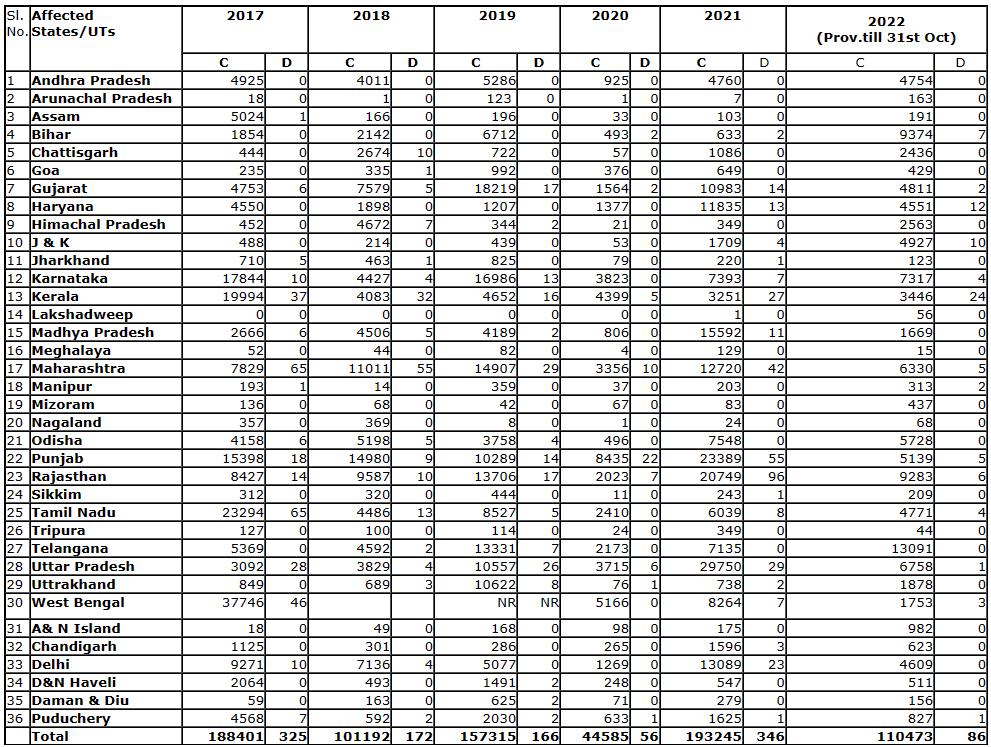 Sl. Affected 2017 2018 2019 2020 2021 2022
No. States/UTs (Prov.till 31st Oct)
C D C D C D C D C D C D
1 Andhra Pradesh 4925 0 4011 0 5286 0 925 0 4760 0 4754 0
2 Arunachal Pradesh 18 0 1 0 123 0 1 0 7 0 163 0
3 Assam 5024 1 166 0 196 0 33 0 103 0 191 0
4 Bihar 1854 0 2142 0 6712 0 493 2 633 2 9374 7
5 Chattisgarh 444 0 2674 10 722 0 57 0 1086 0 2436 0
6 Goa 235 0 335 1 992 0 376 0 649 0 429 0
7 Gujarat 4753 6 7579 5 18219 17 1564 2 10983 14 4811 2
8 Haryana 4550 0 1898 0 1207 0 1377 0 11835 13 4551 12
9 Himachal Pradesh 452 0 4672 7 344 2 21 0 349 0 2563 0
10 J & K 488 0 214 0 439 0 53 0 1709 4 4927 10
11 Jharkhand 710 5 463 1 825 0 79 0 220 1 123 0
12 Karnataka 17844 10 4427 4 16986 13 3823 0 7393 7 7317 4
13 Kerala 19994 37 4083 32 4652 16 4399 5 3251 27 3446 24
14 Lakshadweep 0 0 0 0 0 0 0 0 1 0 56 0
15 Madhya Pradesh 2666 6 4506 5 4189 2 806 0 15592 11 1669 0
16 Meghalaya 52 0 44 0 82 0 4 0 129 0 15 0
17 Maharashtra 7829 65 11011 55 14907 29 3356 10 12720 42 6330 5
18 Manipur 193 1 14 0 359 0 37 0 203 0 313 2
19 Mizoram 136 0 68 0 42 0 67 0 83 0 437 0
20 Nagaland 357 0 369 0 8 0 1 0 24 0 68 0
21 Odisha 4158 6 5198 5 3758 4 496 0 7548 0 5728 0
22 Punjab 15398 18 14980 9 10289 14 8435 22 23389 55 5139 5
23 Rajasthan 8427 14 9587 10 13706 17 2023 7 20749 96 9283 6
24 Sikkim 312 0 320 0 444 0 11 0 243 1 209 0
25 Tamil Nadu 23294 65 4486 13 8527 5 2410 0 6039 8 4771 4
26 Tripura 127 0 100 0 114 0 24 0 349 0 44 0
27 Telangana 5369 0 4592 2 13331 7 2173 0 7135 0 13091 0
28 Uttar Pradesh 3092 28 3829 4 10557 26 3715 6 29750 29 6758 1
29 Uttrakhand 849 0 689 3 10622 8 76 1 738 2 1878 0
30 West Bengal 37746 46 NR NR 5166 0 8264 7 1753 3
31 A& N Island 18 0 49 0 168 0 98 0 175 0 982 0
32 Chandigarh 1125 0 301 0 286 0 265 0 1596 3 623 0
33 Delhi 9271 10 7136 4 5077 0 1269 0 13089 23 4609 0
34 D&N Haveli 2064 0 493 0 1491 2 248 0 547 0 511 0
35 Daman & Diu 59 0 163 0 625 2 71 0 279 0 156 0
36 Puduchery 4568 7 592 2 2030 2 633 1 1625 1 827 1
Total 188401 325 101192 172 157315 166 44585 56 193245 346 110473 86